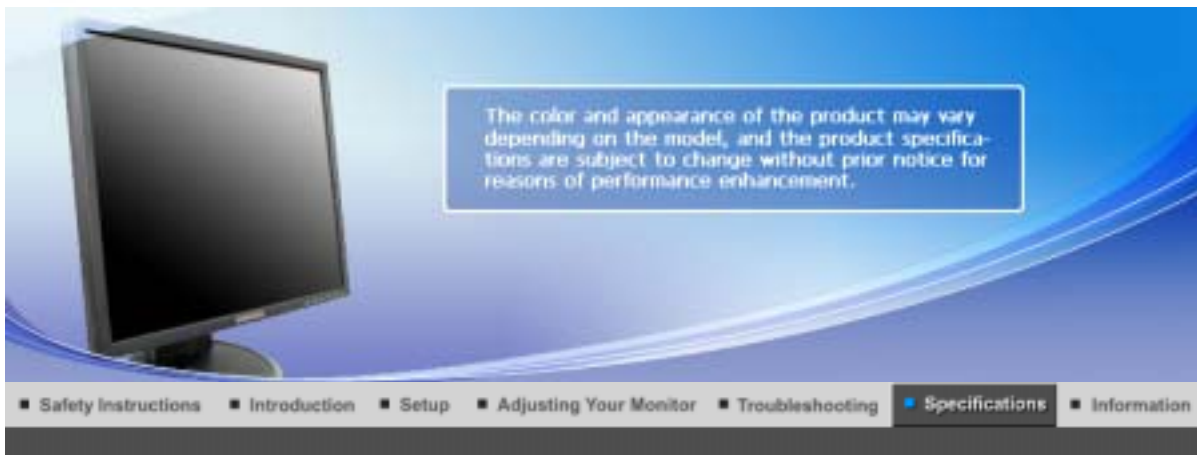 The color and appearance of the product may vary
depending on the model, and the product specifica-
tions are subject to change without prior notice for
reasons of performance enhancement.
Safety Instructions
Introduction
Setup
Adjusting Your Monitor
Troubleshooting
Specifications
Information